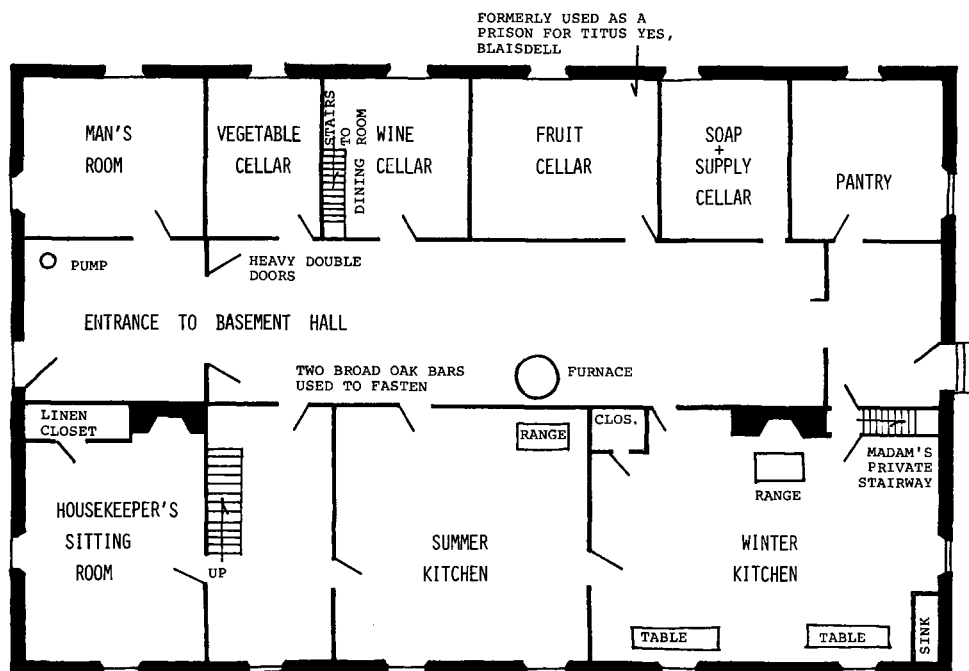 FORMERLY USED AS A
PRISON FOR TITUS YES,
BLAISDELL
MAN'S
ROOM
VEGETABLE
CELLAR
STAIRS
TO
DINING ROOM
WINE
CELLAR
FRUIT
CELLAR
SOAP
+
SUPPLY
CELLAR
PANTRY
PUMP
HEAVY DOUBLE
DOORS
ENTRANCE TO BASEMENT HALL
TWO BROAD OAK BARS
USED TO FASTEN
FURNACE
LINEN
CLOSET
RANGE
CLOS.
MADAM'S
PRIVATE
STAIRWAY
RANGE
HOUSEKEEPER'S
SITTING
ROOM
UP
SUMMER
KITCHEN
WINTER
KITCHEN
TABLE
TABLE
SINK